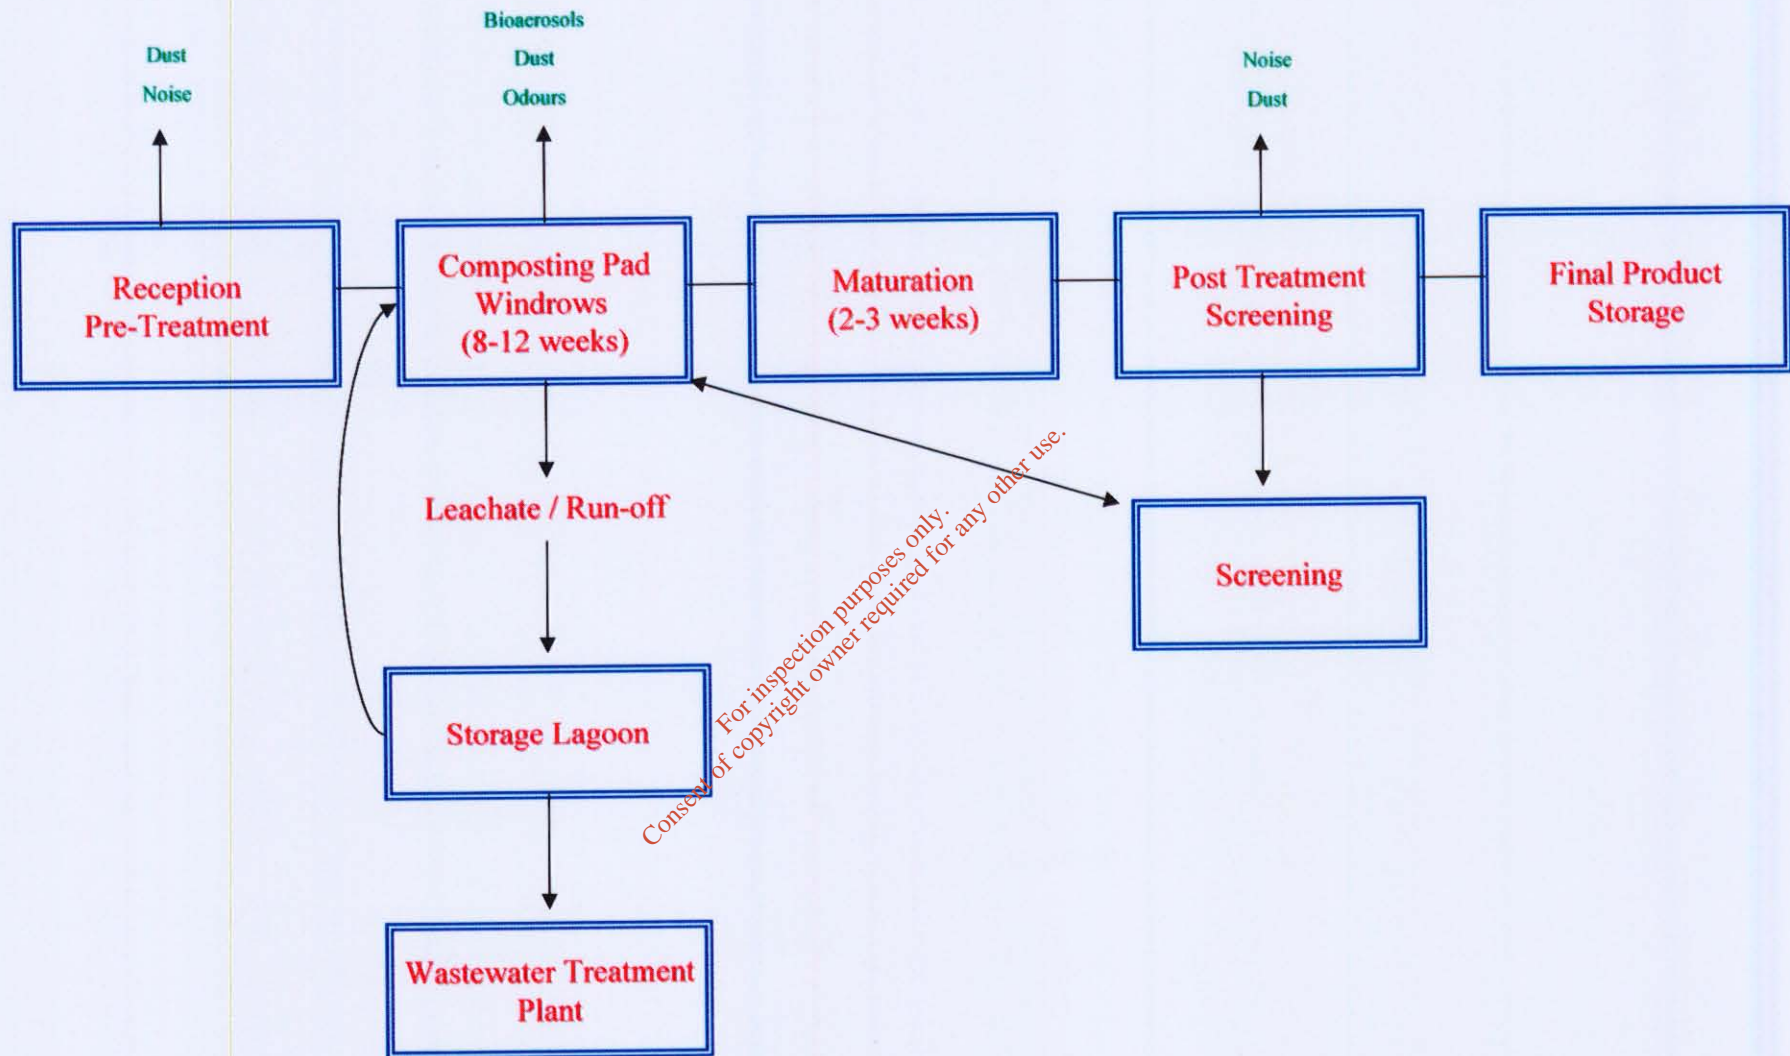 Dust
Noise
Bioaerosols
Dust
Odours
Noise
Dust
Reception
Pre-Treatment
Composting Pad
Windrows
(8-12 weeks)
Maturation
(2-3 weeks)
Post Treatment
Screening
Final Product
Storage
Leachate / Run-off
Screening
Storage Lagoon
Wastewater Treatment
Plant
For inspection purposes only.
Consent of copyright owner required for any other use.